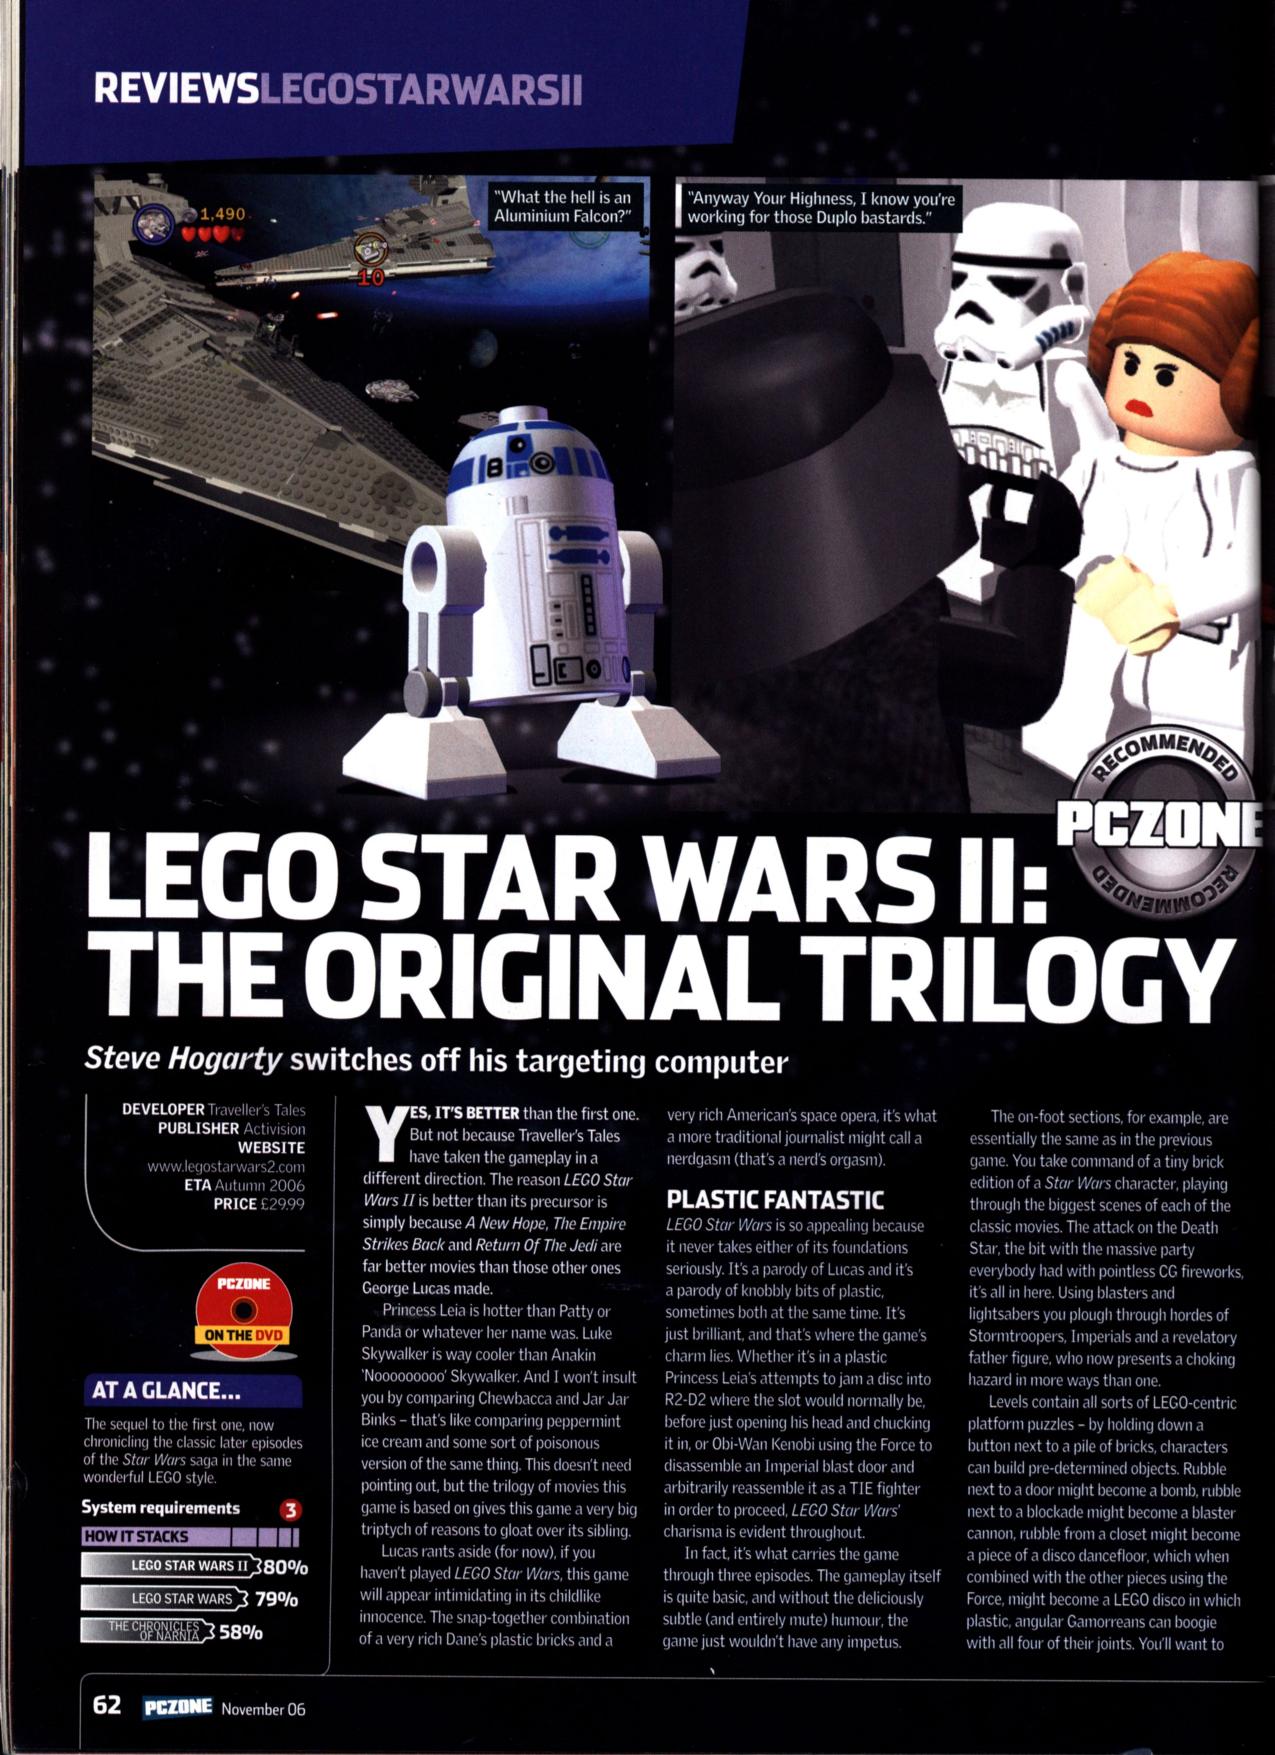 REVIEWSLEGOSTARWARSII
1,490
10
"What the hell is an
Aluminium Falcon?"
"Anyway Your Highness, I know you're
working for those Duplo bastards."
RECOMMENDED
PCZONE
RECOMMENDED
LEGO STAR WARS II:
THE ORIGINAL TRILOGY
Steve Hogarty switches off his targeting computer
DEVELOPER Traveller's Tales
PUBLISHER Activision
WEBSITE
www.legostarwars2.com
ETA Autumn 2006
PRICE £29.99
PCZONE
ON THE DVD
AT A GLANCE...
The sequel to the first one, now
chronicling the classic later episodes
of the Star Wars saga in the same
wonderful LEGO style.
System requirements 3
HOW IT STACKS
LEGO STAR WARS II 80%
LEGO STAR WARS 79%
THE CHRONICLES
OF NARNIA 58%
YES, IT'S BETTER than the first one.
But not because Traveller's Tales
have taken the gameplay in a
different direction. The reason LEGO Star
Wars II is better than its precursor is
simply because A New Hope, The Empire
Strikes Back and Return Of The Jedi are
far better movies than those other ones
George Lucas made.
Princess Leia is hotter than Patty or
Panda or whatever her name was. Luke
Skywalker is way cooler than Anakin
'Nooooooooo' Skywalker. And I won't insult
you by comparing Chewbacca and Jar Jar
Binks – that's like comparing peppermint
ice cream and some sort of poisonous
version of the same thing. This doesn't need
pointing out, but the trilogy of movies this
game is based on gives this game a very big
triptych of reasons to gloat over its sibling.
Lucas rants aside (for now), if you
haven't played LEGO Star Wars, this game
will appear intimidating in its childlike
innocence. The snap-together combination
of a very rich Dane's plastic bricks and a
very rich American's space opera, it's what
a more traditional journalist might call a
nerdgasm (that's a nerd's orgasm).
PLASTIC FANTASTIC
LEGO Star Wars is so appealing because
it never takes either of its foundations
seriously. It's a parody of Lucas and it's
a parody of knobbly bits of plastic,
sometimes both at the same time. It's
just brilliant, and that's where the game's
charm lies. Whether it's in a plastic
Princess Leia's attempts to jam a disc into
R2-D2 where the slot would normally be,
before just opening his head and chucking
it in, or Obi-Wan Kenobi using the Force to
disassemble an Imperial blast door and
arbitrarily reassemble it as a TIE fighter
in order to proceed, LEGO Star Wars'
charisma is evident throughout.
In fact, it's what carries the game
through three episodes. The gameplay itself
is quite basic, and without the deliciously
subtle (and entirely mute) humour, the
game just wouldn't have any impetus.
The on-foot sections, for example, are
essentially the same as in the previous
game. You take command of a tiny brick
edition of a Star Wars character, playing
through the biggest scenes of each of the
classic movies. The attack on the Death
Star, the bit with the massive party
everybody had with pointless CG fireworks,
it's all in here. Using blasters and
lightsabers you plough through hordes of
Stormtroopers, Imperials and a revelatory
father figure, who now presents a choking
hazard in more ways than one.
Levels contain all sorts of LEGO-centric
platform puzzles – by holding down a
button next to a pile of bricks, characters
can build pre-determined objects. Rubble
next to a door might become a bomb, rubble
next to a blockade might become a blaster
cannon, rubble from a closet might become
a piece of a disco dancefloor, which when
combined with the other pieces using the
Force, might become a LEGO disco in which
plastic, angular Gamorreans can boogie
with all four of their joints. You'll want to
62 PCZONE November 06